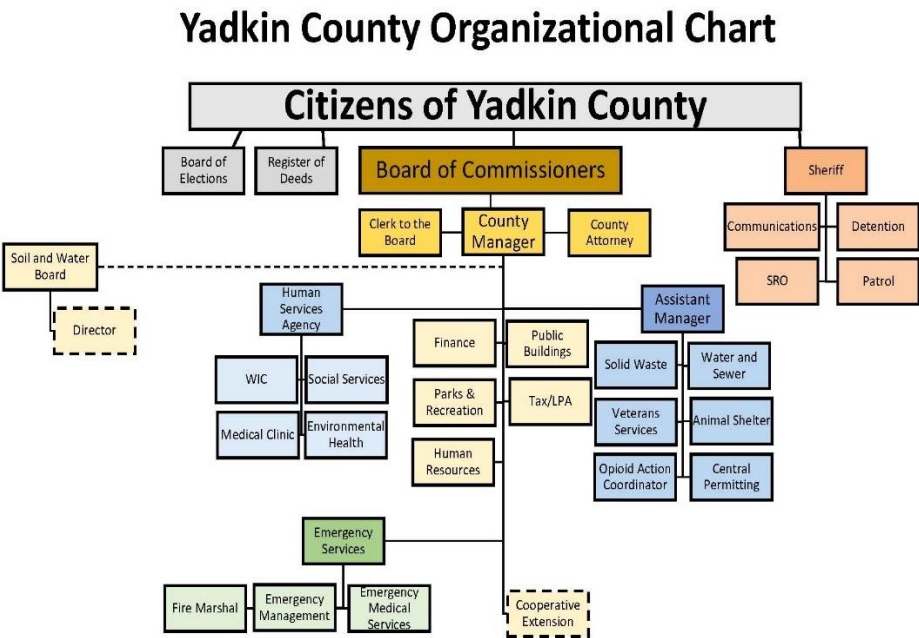 Yadkin County Organizational Chart
Citizens of Yadkin County
Board of
Elections
Register of
Deeds
Board of Commissioners
Sheriff
Clerk to the
Board
County
Manager
County
Attorney
Communications
Detention
SRO
Patrol
Soil and Water
Board
Director
Human
Services
Agency
Assistant
Manager
Finance
Public
Buildings
Parks &
Recreation
Tax/LPA
Human
Resources
WIC
Social Services
Medical Clinic
Environmental
Health
Solid Waste
Water and
Sewer
Veterans
Services
Animal Shelter
Opioid Action
Coordinator
Central
Permitting
Emergency
Services
Fire Marshal
Emergency
Management
Emergency
Medical
Services
Cooperative
Extension